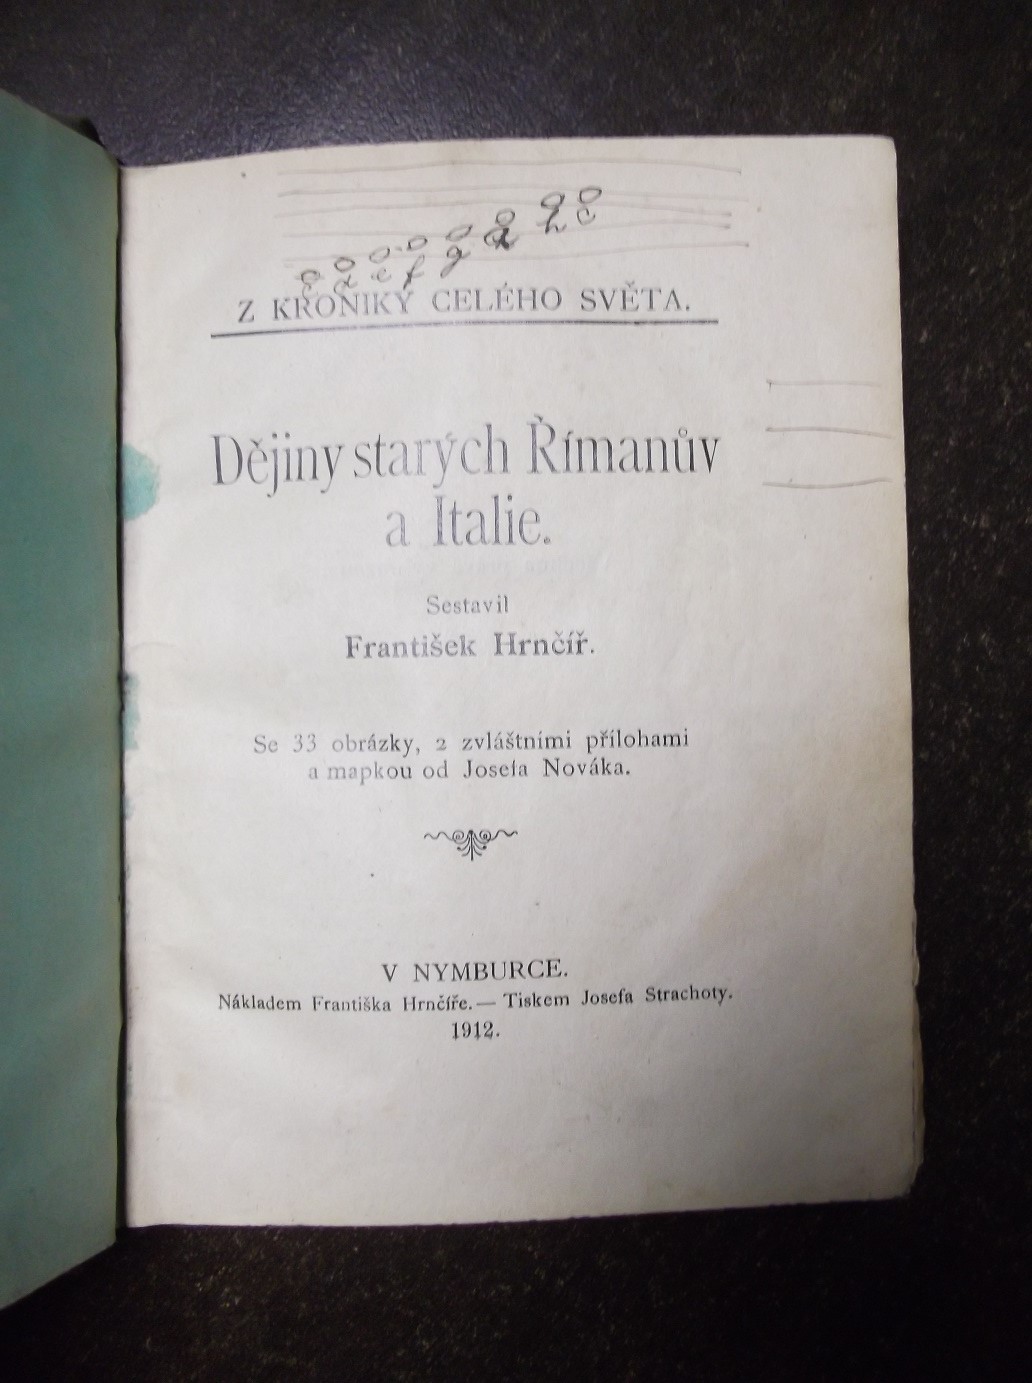 c d e f g a h c
Z KRONIKY CELÉHO SVĚTA.
Dějiny starých Římanův
a Italie.
Sestavil
František Hrnčíř.
Se 33 obrázky, 2 zvláštními přílohami
a mapkou od Josefa Nováka.
V NYMBURCE.
Nákladem Františka Hrnčíře. — Tiskem Josefa Strachoty.
1912.